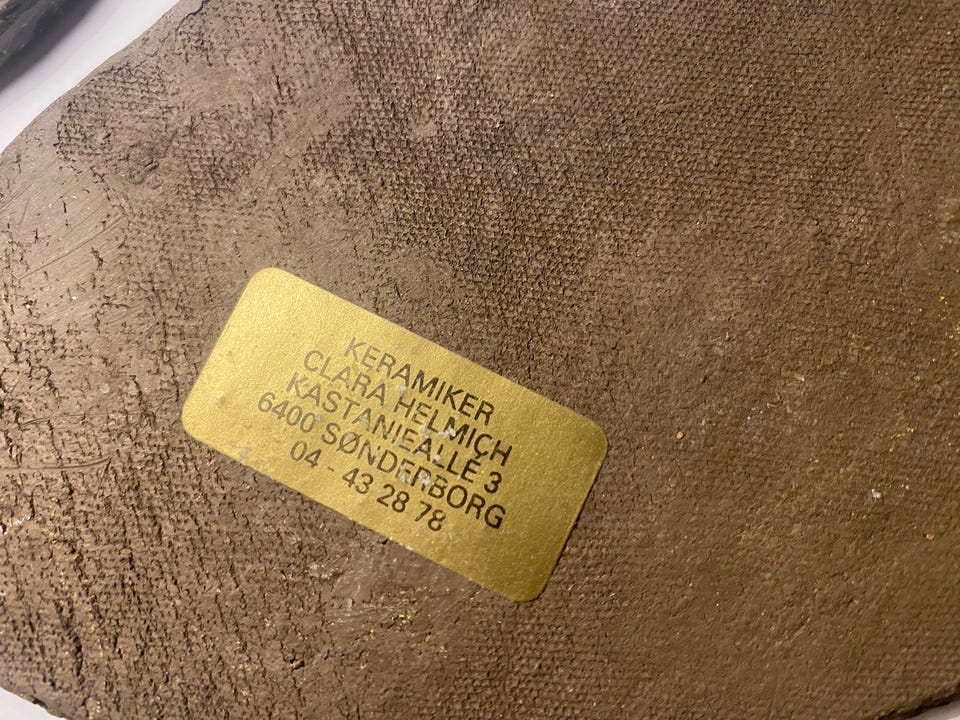 KERAMIKER
CLARA HELMICH
KASTANIEALLÉ 3
6400 SØNDERBORG
04 - 43 28 78